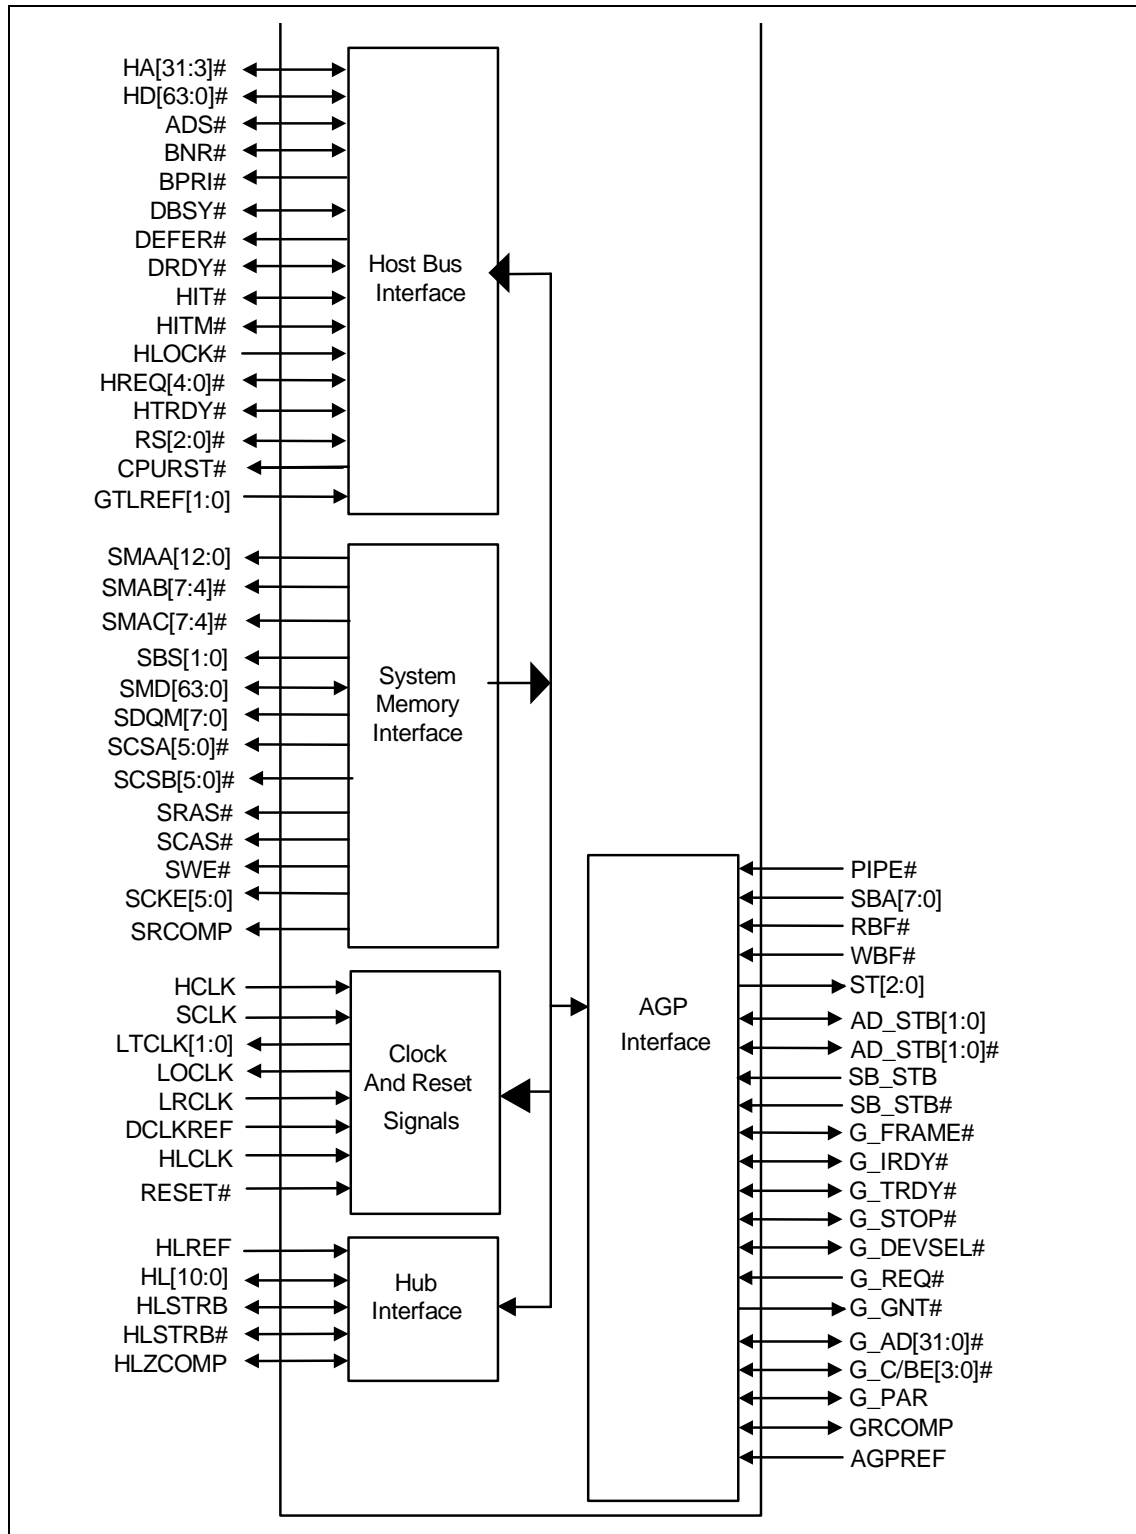 HA[31:3]#
HD[63:0]#
ADS#
BNR#
BPRI#
DBSY#
DEFER#
DRDY#
HIT#
HITM#
HLOCK#
HREQ[4:0]#
HTRDY#
RS[2:0]#
CPURST#
GTLREF[1:0]
Host Bus
Interface
SMAA[12:0]
SMAB[7:4]#
SMAC[7:4]#
SBS[1:0]
SMD[63:0]
SDQM[7:0]
SCSA[5:0]#
SCSB[5:0]#
SRAS#
SCAS#
SWE#
SCKE[5:0]
SRCOMP
System
Memory
Interface
HCLK
SCLK
LTCLK[1:0]
LOCLK
LRCLK
DCLKREF
HLCLK
RESET#
Clock
And Reset
Signals
HLREF
HL[10:0]
HLSTRB
HLSTRB#
HLZCOMP
Hub
Interface
AGP
Interface
PIPE#
SBA[7:0]
RBF#
WBF#
ST[2:0]
AD_STB[1:0]
AD_STB[1:0]#
SB_STB
SB_STB#
G_FRAME#
G_IRDY#
G_TRDY#
G_STOP#
G_DEVSEL#
G_REQ#
G_GNT#
G_AD[31:0]#
G_C/BE[3:0]#
G_PAR
GRCOMP
AGPREF